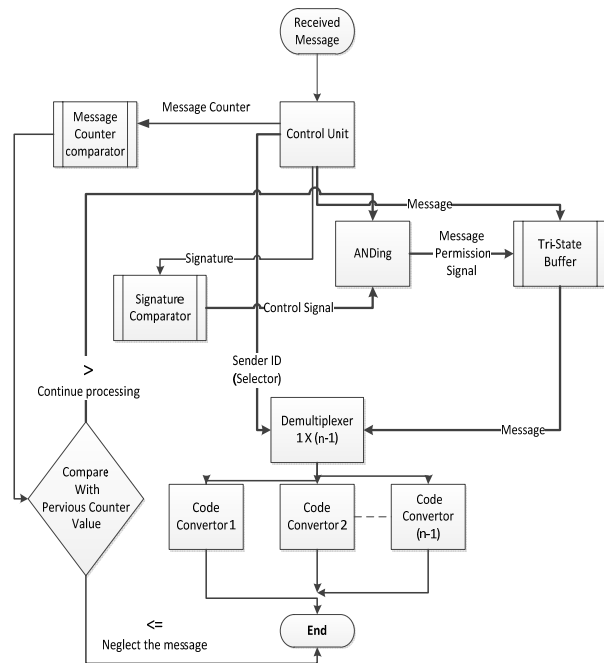 Received
Message
Message Counter
Message
Counter
comparator
Control Unit
Message
ANDing
Message
Permission
Signal
Tri-State
Buffer
Signature
Signature
Comparator
Control Signal
>
Continue processing
Sender ID
(Selector)
Demultiplexer
1 X (n-1)
Message
Compare
With
Pervious Counter
Value
Code
Convertor 1
Code
Convertor 2
Code
Convertor
(n-1)
<=
Neglect the message
End